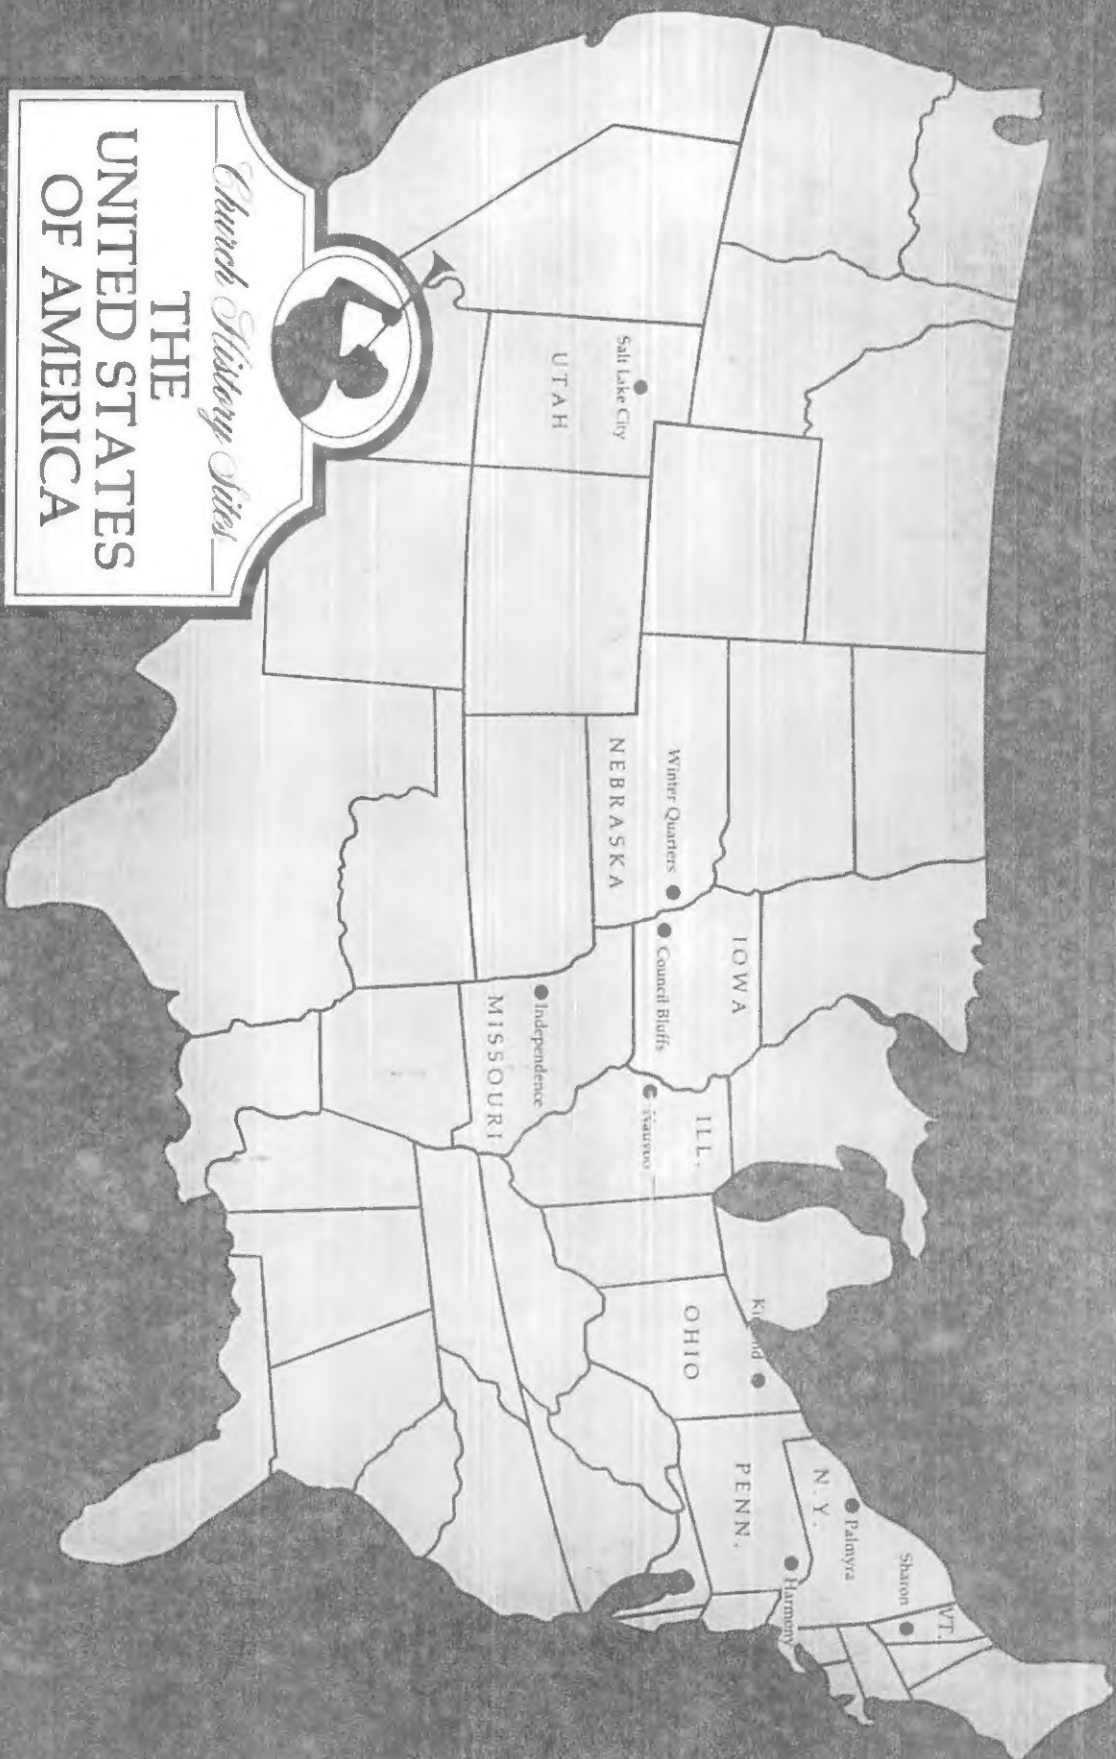 Church History Sites
THE
UNITED STATES
OF AMERICA
Salt Lake City
UTAH
Winter Quarters
NEBRASKA
IOWA
Council Bluffs
Independence
MISSOURI
ILL.
Nauvoo
OHIO
PENN.
N.Y.
Palmyra
Harmony
Sharon
VT.